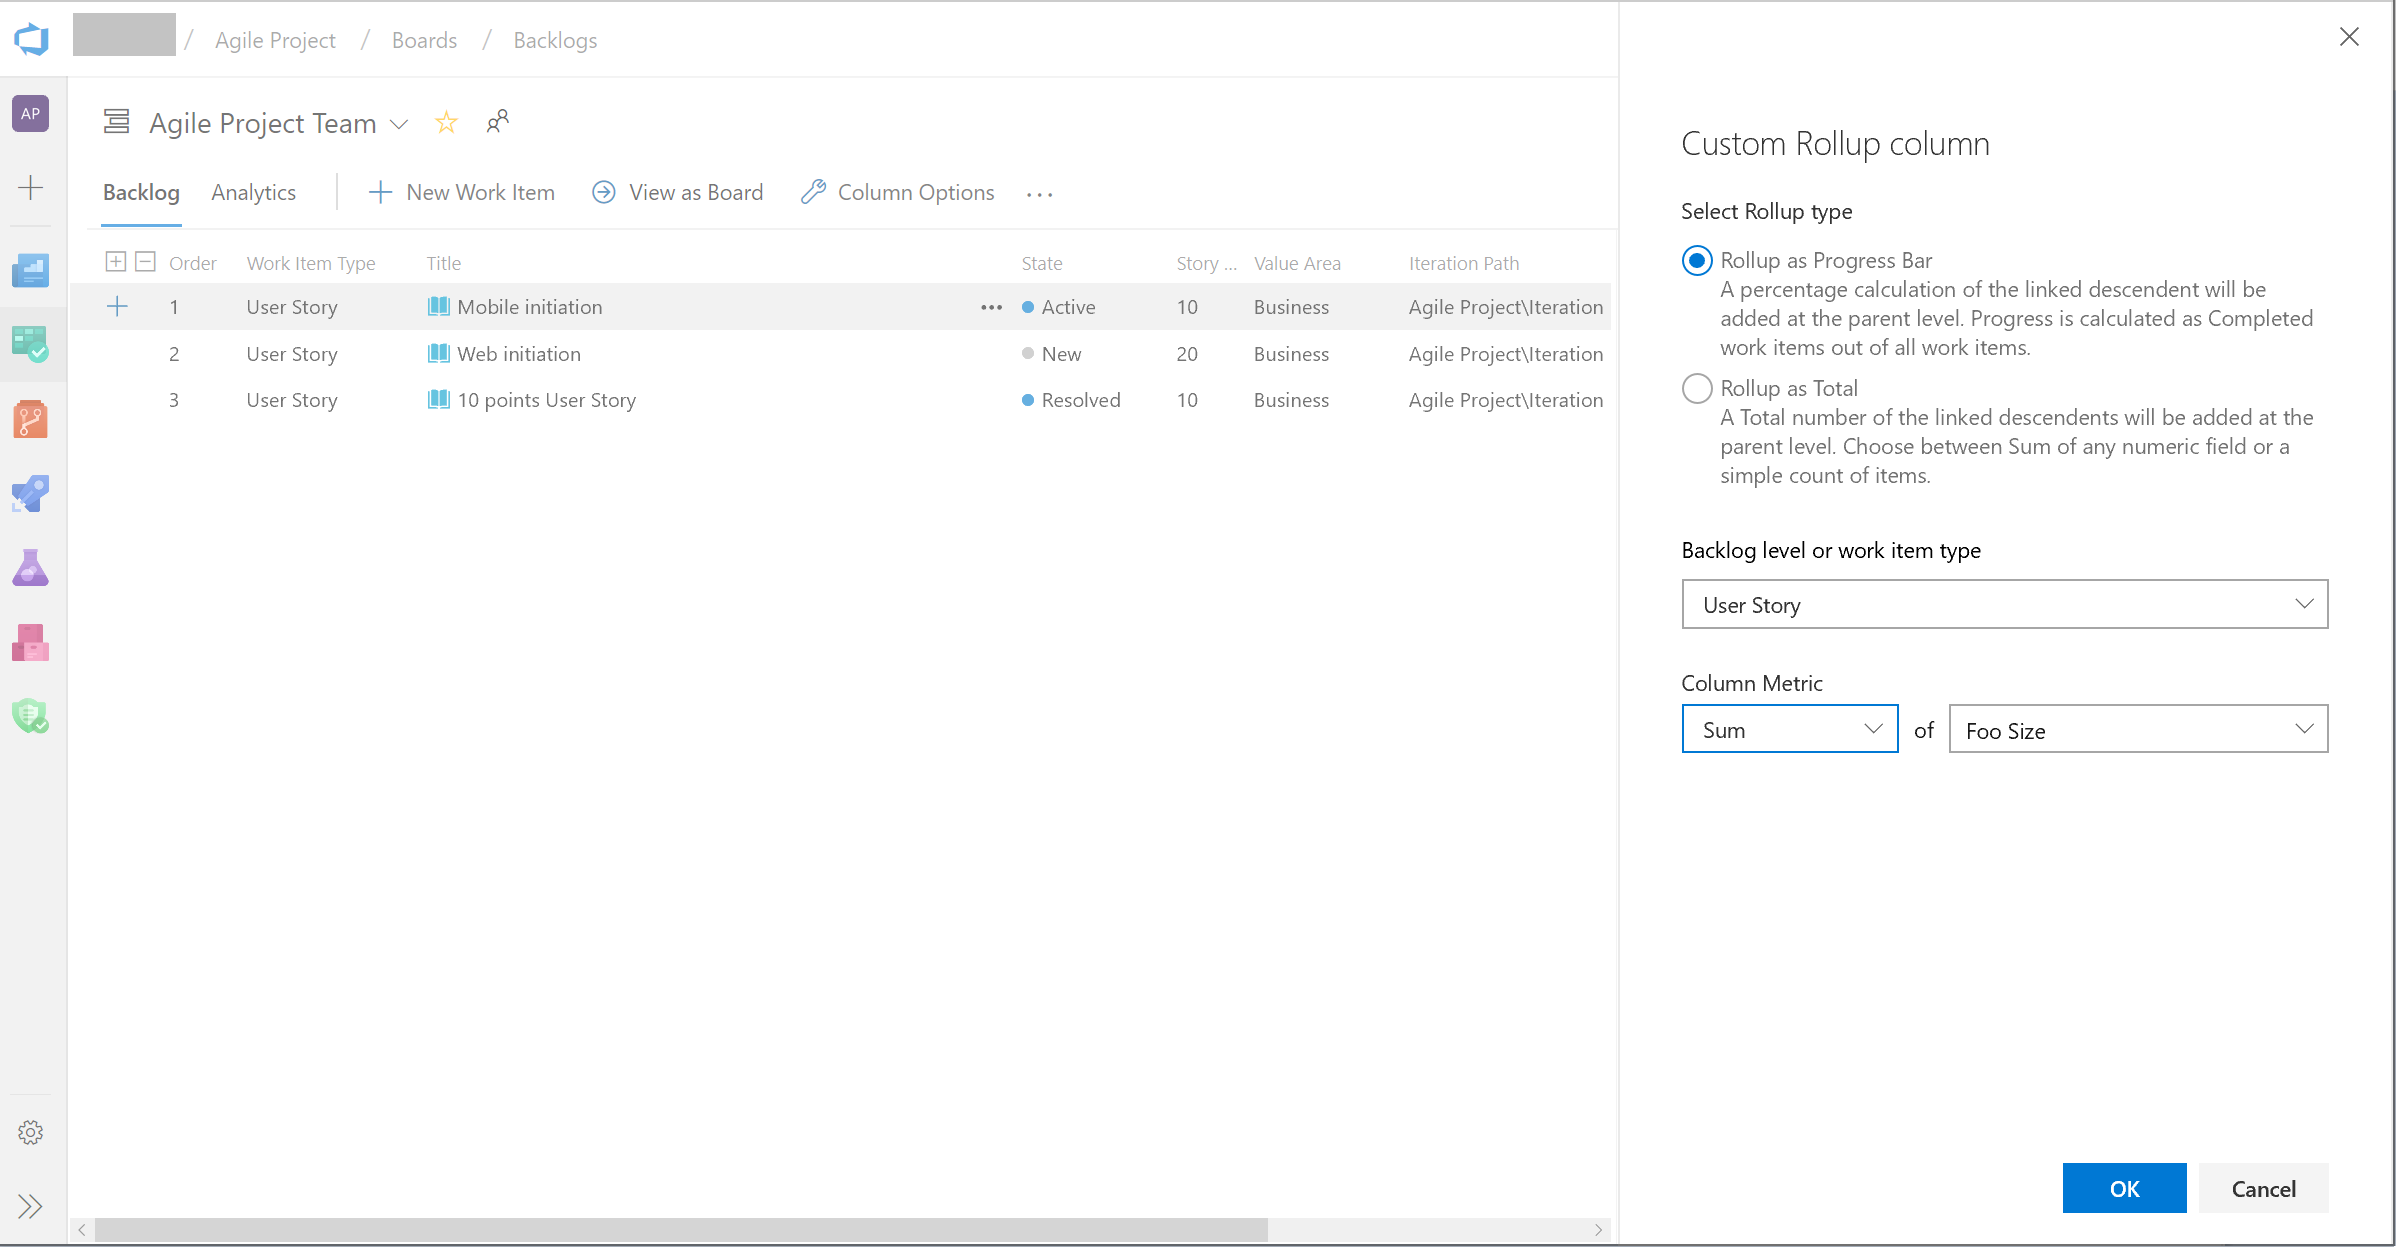 / Agile Project / Boards / Backlogs
AP
Agile Project Team
Backlog Analytics New Work Item View as Board Column Options ...
Order Work Item Type Title State Story ... Value Area Iteration Path
1 User Story Mobile initiation ... Active 10 Business Agile Project\Iteration
2 User Story Web initiation New 20 Business Agile Project\Iteration
3 User Story 10 points User Story Resolved 10 Business Agile Project\Iteration
Custom Rollup column
Select Rollup type
Rollup as Progress Bar
A percentage calculation of the linked descendent will be
added at the parent level. Progress is calculated as Completed
work items out of all work items.
Rollup as Total
A Total number of the linked descendents will be added at the
parent level. Choose between Sum of any numeric field or a
simple count of items.
Backlog level or work item type
User Story
Column Metric
Sum of Foo Size
OK Cancel